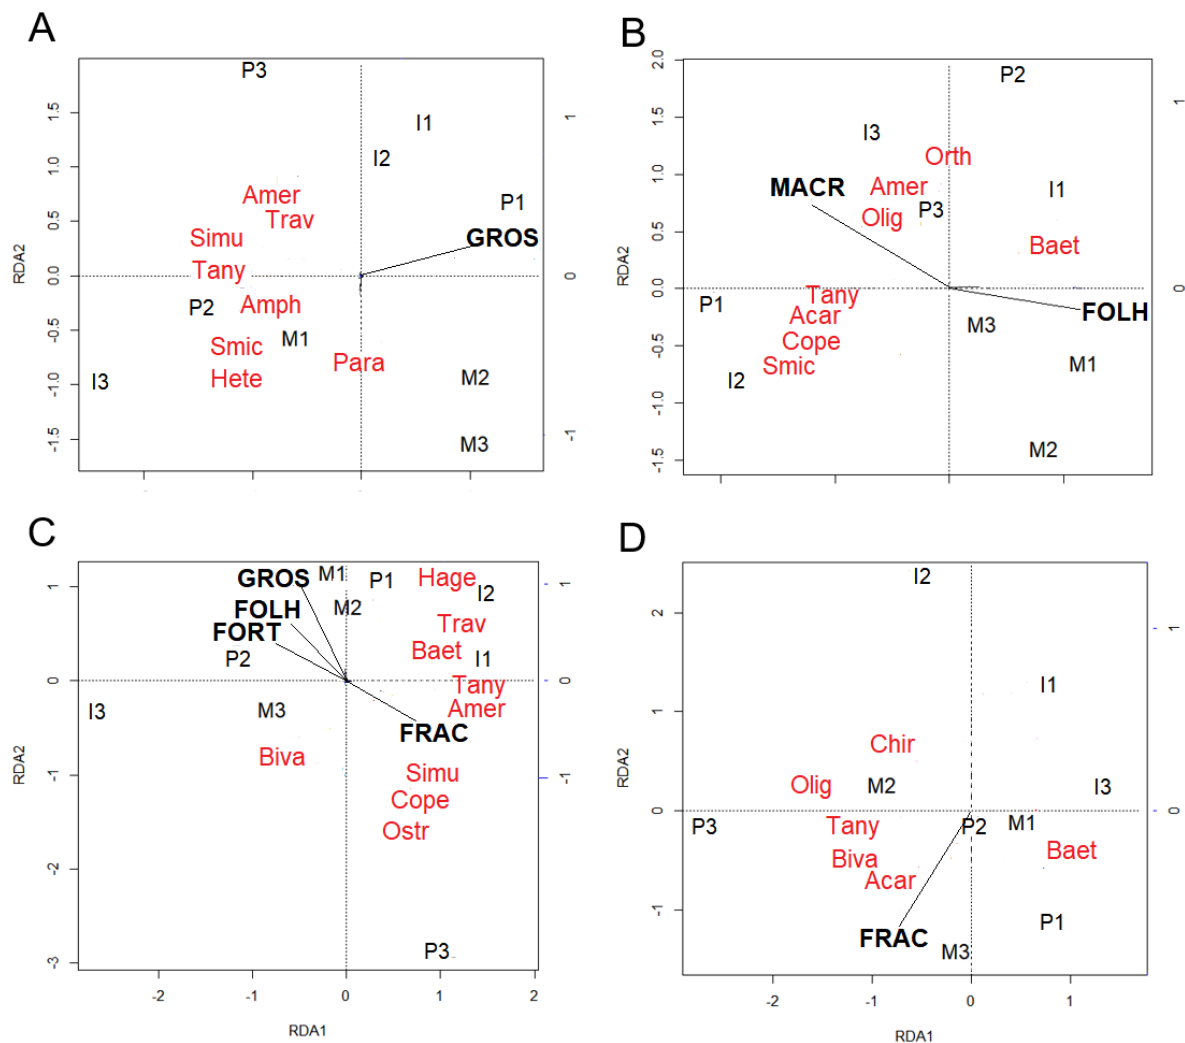 A
P3
I1
I2
Amer
Trav
P1
Simu
GROS
Tany
P2
Amph
M1
Smic
Para
Hete
I3
M2
M3
1.5
1.0
0.5
0.0
-0.5
-1.0
-1.5
RDA2
1
0
-1
B
P2
I3
Orth
MACR
Amer
I1
P3
Olig
Baet
Tany
P1
Acar
FOLH
M3
Cope
Smic
M1
I2
M2
2.0
1.5
1.0
0.5
0.0
-0.5
-1.0
-1.5
RDA2
1
0
C
GROS
M1
P1
Hage
I2
FOLH
M2
FORT
Trav
P2
Baet
I1
Tany
I3
M3
Amer
FRAC
Biva
Simu
Cope
Ostr
P3
1
0
-1
-2
-3
RDA2
1
0
-1
-2
-1
0
1
2
RDA1
D
I2
I1
Chir
Olig
M2
I3
P3
Tany
P2
M1
Biva
Baet
Acar
FRAC
P1
M3
2
1
0
-1
RDA2
1
0
-2
-1
0
1
RDA1